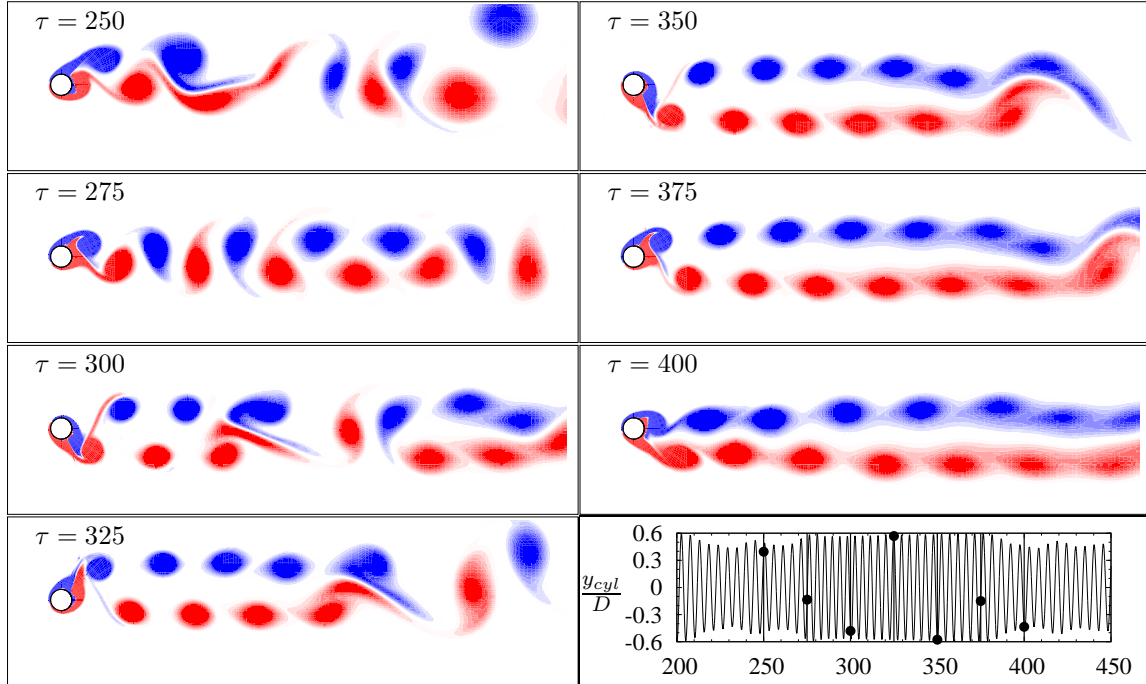 τ = 250
τ = 350
τ = 275
τ = 375
τ = 300
τ = 400
τ = 325
0.6
0.3
0
-0.3
-0.6
y_cyl
D
200 250 300 350 400 450